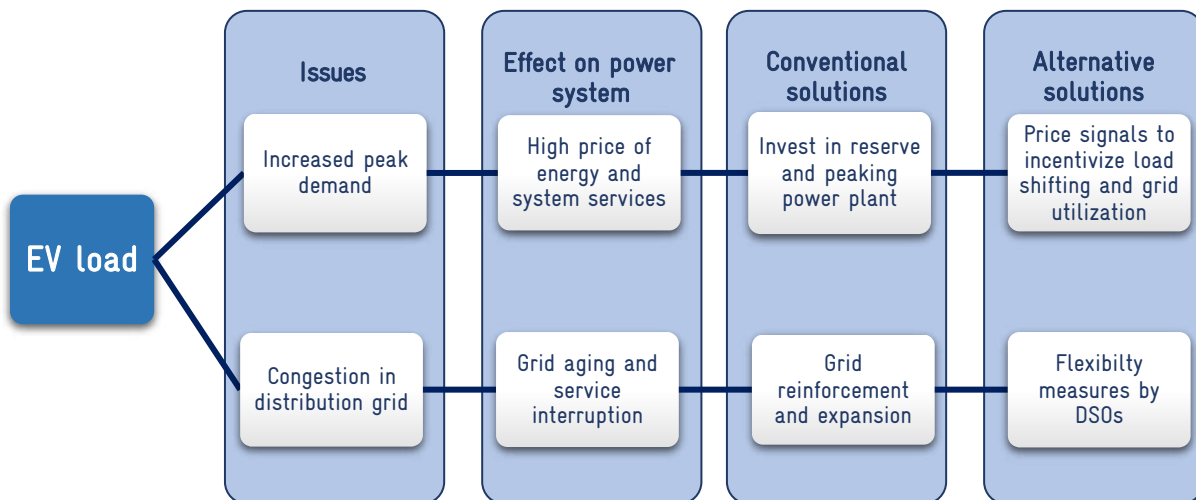 Issues
Effect on power
system
Conventional
solutions
Alternative
solutions
EV load
Increased peak
demand
High price of
energy and
system services
Invest in reserve
and peaking
power plant
Price signals to
incentivize load
shifting and grid
utilization
Congestion in
distribution grid
Grid aging and
service
interruption
Grid
reinforcement
and expansion
Flexibilty
measures by
DSOs